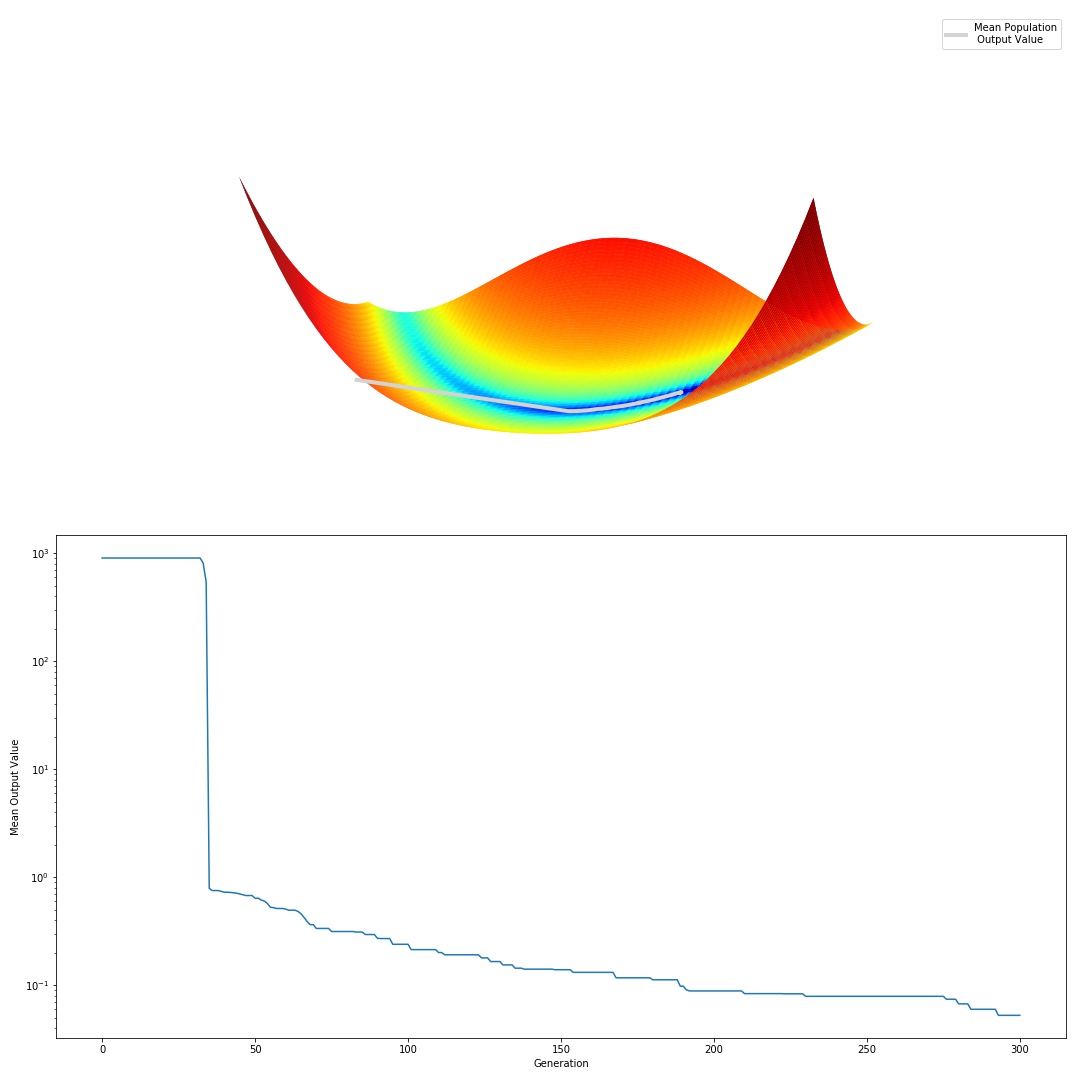 Mean Population
Output Value
10³
10²
10¹
10⁰
10⁻¹
Mean Output Value
0 50 100 150 200 250 300
Generation